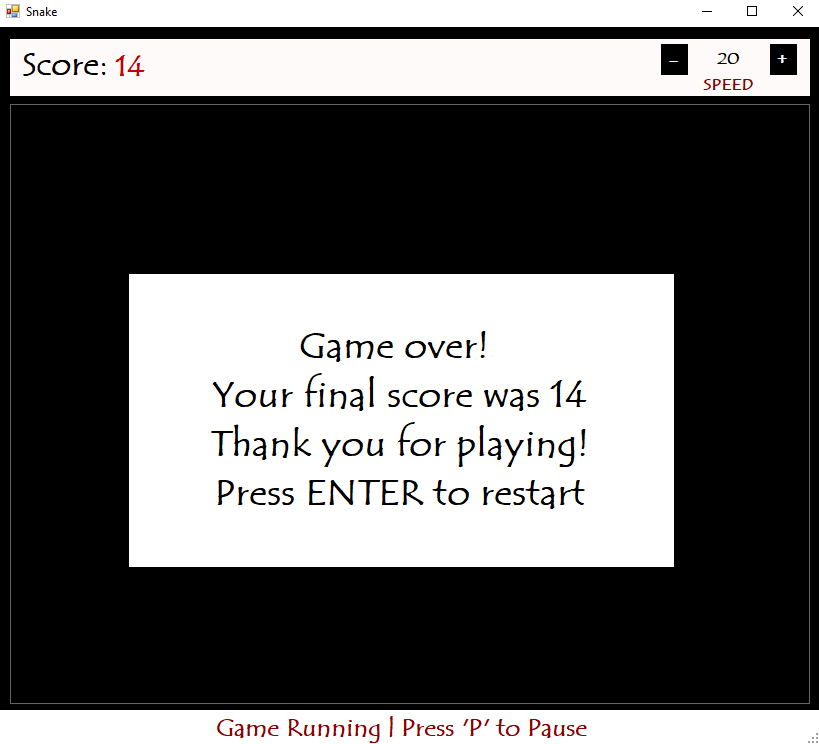 Snake
Score: 14
- 20 +
SPEED
Game over!
Your final score was 14
Thank you for playing!
Press ENTER to restart
Game Running | Press 'P' to Pause